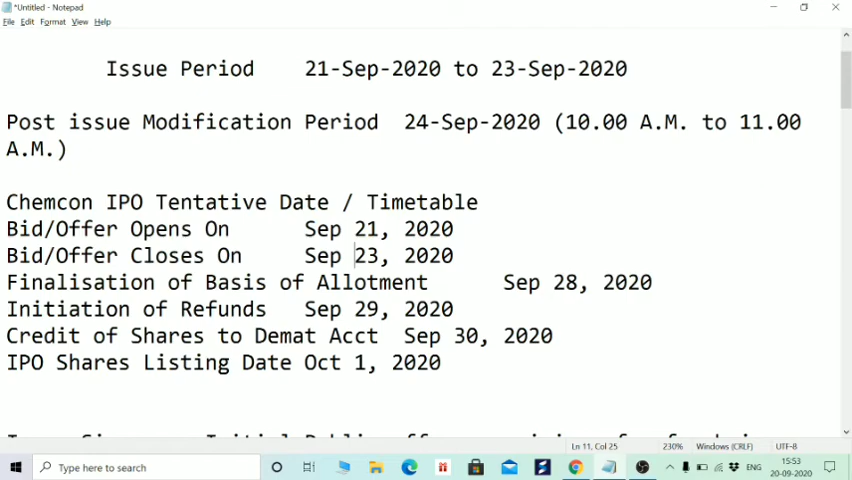 *Untitled - Notepad
File Edit Format View Help
Issue Period 21-Sep-2020 to 23-Sep-2020
Post issue Modification Period 24-Sep-2020 (10.00 A.M. to 11.00
A.M.)
Chemcon IPO Tentative Date / Timetable
Bid/Offer Opens On Sep 21, 2020
Bid/Offer Closes On Sep 23, 2020
Finalisation of Basis of Allotment Sep 28, 2020
Initiation of Refunds Sep 29, 2020
Credit of Shares to Demat Acct Sep 30, 2020
IPO Shares Listing Date Oct 1, 2020
Ln 11, Col 25 230% Windows (CRLF) UTF-8
Type here to search ENG 15:53
20-09-2020